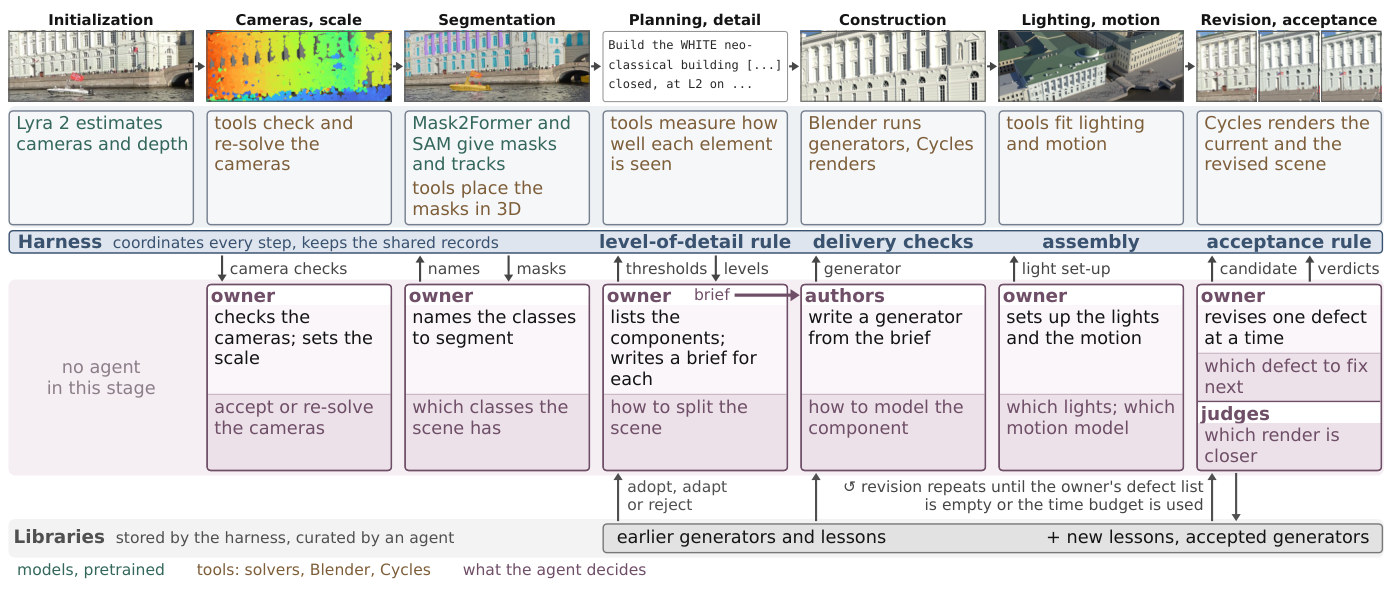 Initialization
Cameras, scale
Segmentation
Planning, detail
Construction
Lighting, motion
Revision, acceptance
Build the WHITE neo-
classical building [...]
closed, at L2 on ...
Lyra 2 estimates
cameras and depth
tools check and
re-solve the
cameras
Mask2Former and
SAM give masks
and tracks
tools place the
masks in 3D
tools measure how
well each element
is seen
Blender runs
generators, Cycles
renders
tools fit lighting
and motion
Cycles renders the
current and the
revised scene
Harness coordinates every step, keeps the shared records
level-of-detail rule
delivery checks
assembly
acceptance rule
camera checks
names
masks
thresholds
levels
generator
light set-up
candidate
verdicts
no agent
in this stage
owner
checks the
cameras; sets the
scale
accept or re-solve
the cameras
owner
names the classes
to segment
which classes the
scene has
owner
brief
lists the
components;
writes a brief for
each
how to split the
scene
authors
write a generator
from the brief
how to model the
component
owner
sets up the lights
and the motion
which lights; which
motion model
owner
revises one defect
at a time
which defect to fix
next
judges
which render is
closer
adopt, adapt
or reject
↺ revision repeats until the owner's defect list
is empty or the time budget is used
Libraries stored by the harness, curated by an agent
earlier generators and lessons
+ new lessons, accepted generators
models, pretrained
tools: solvers, Blender, Cycles
what the agent decides